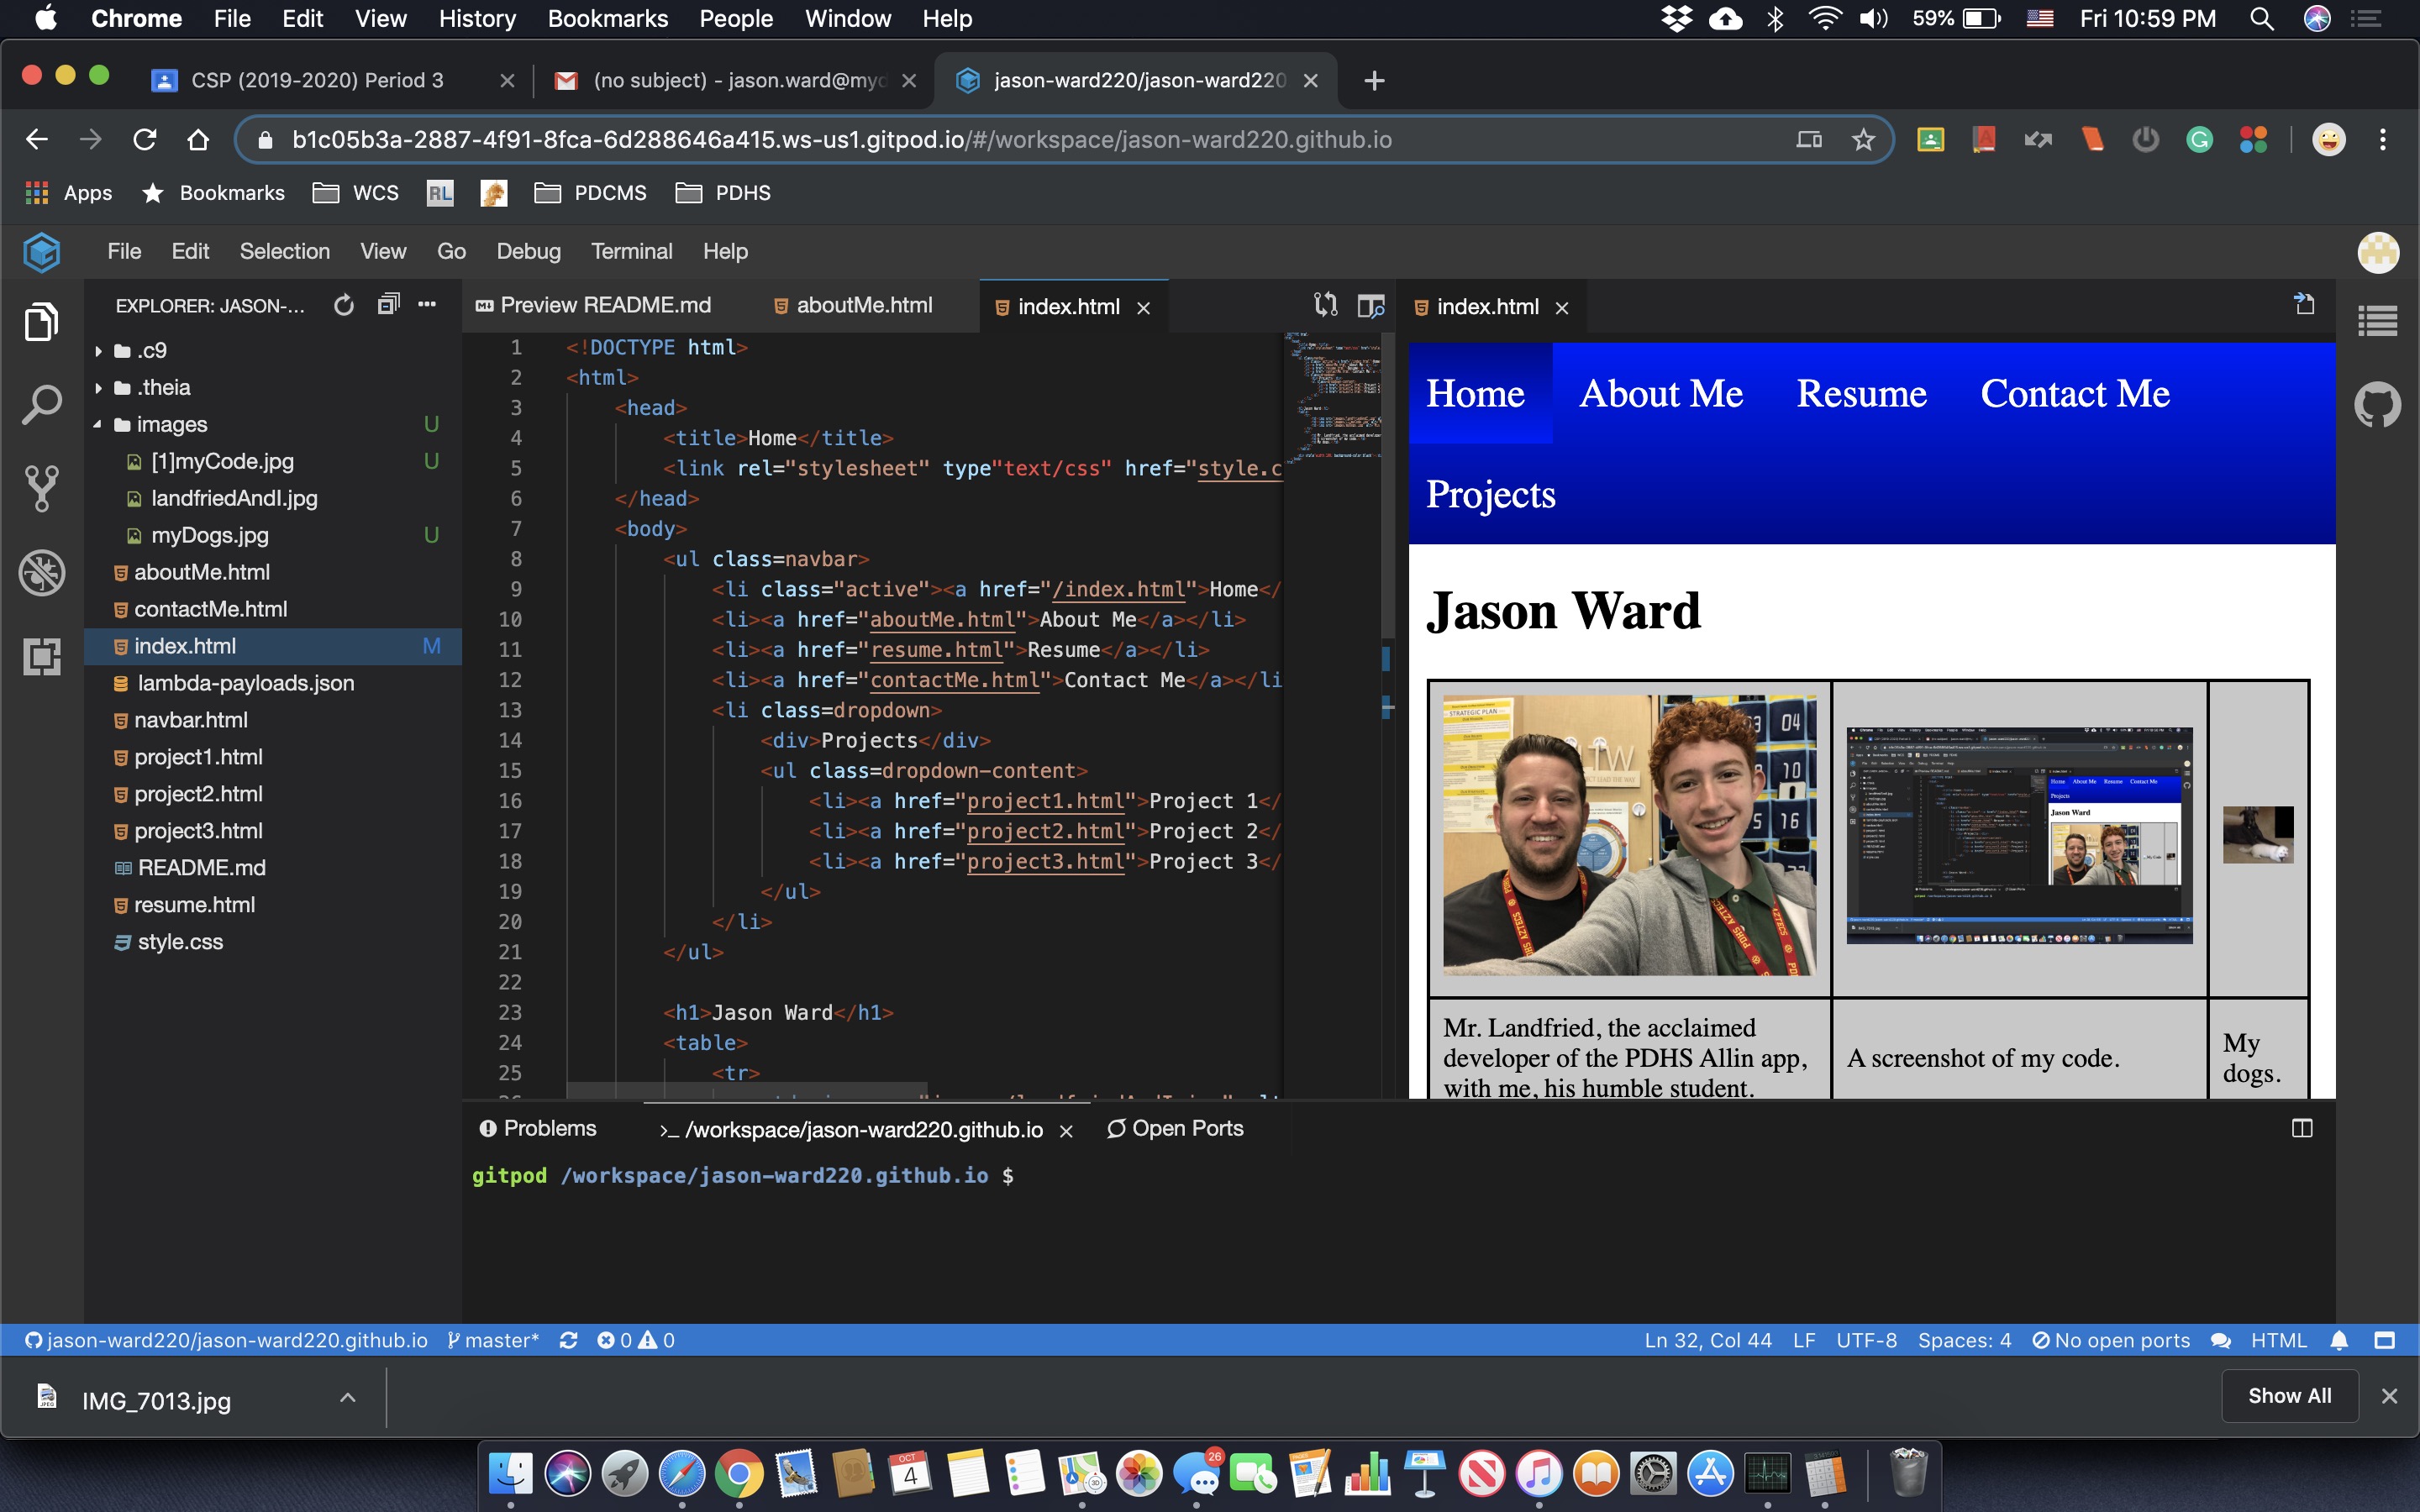 Chrome File Edit View History Bookmarks People Window Help 59% Fri 10:59 PM
CSP (2019-2020) Period 3 (no subject) - jason.ward@myd jason-ward220/jason-ward220
b1c05b3a-2887-4f91-8fca-6d288646a415.ws-us1.gitpod.io/#/workspace/jason-ward220.github.io
Apps Bookmarks WCS RL PDCMS PDHS
File Edit Selection View Go Debug Terminal Help
EXPLORER: JASON-...
.c9
.theia
images U
[1]myCode.jpg U
landfriedAndI.jpg
myDogs.jpg U
aboutMe.html
contactMe.html
index.html M
lambda-payloads.json
navbar.html
project1.html
project2.html
project3.html
README.md
resume.html
style.css
Preview README.md aboutMe.html index.html
1 <!DOCTYPE html>
2 <html>
3 <head>
4 <title>Home</title>
5 <link rel="stylesheet" type"text/css" href="style.c
6 </head>
7 <body>
8 <ul class=navbar>
9 <li class="active"><a href="/index.html">Home</
10 <li><a href="aboutMe.html">About Me</a></li>
11 <li><a href="resume.html">Resume</a></li>
12 <li><a href="contactMe.html">Contact Me</a></li
13 <li class=dropdown>
14 <div>Projects</div>
15 <ul class=dropdown-content>
16 <li><a href="project1.html">Project 1</
17 <li><a href="project2.html">Project 2</
18 <li><a href="project3.html">Project 3</
19 </ul>
20 </li>
21 </ul>
22
23 <h1>Jason Ward</h1>
24 <table>
25 <tr>
index.html
Home About Me Resume Contact Me
Projects
Jason Ward
STRATEGIC PLAN
04
10
5 16
Mr. Landfried, the acclaimed
developer of the PDHS Allin app,
with me, his humble student.
A screenshot of my code.
My
dogs.
Problems >_ /workspace/jason-ward220.github.io Open Ports
gitpod /workspace/jason-ward220.github.io $
jason-ward220/jason-ward220.github.io master* 0 0 Ln 32, Col 44 LF UTF-8 Spaces: 4 No open ports HTML
IMG_7013.jpg Show All
OCT
4
26